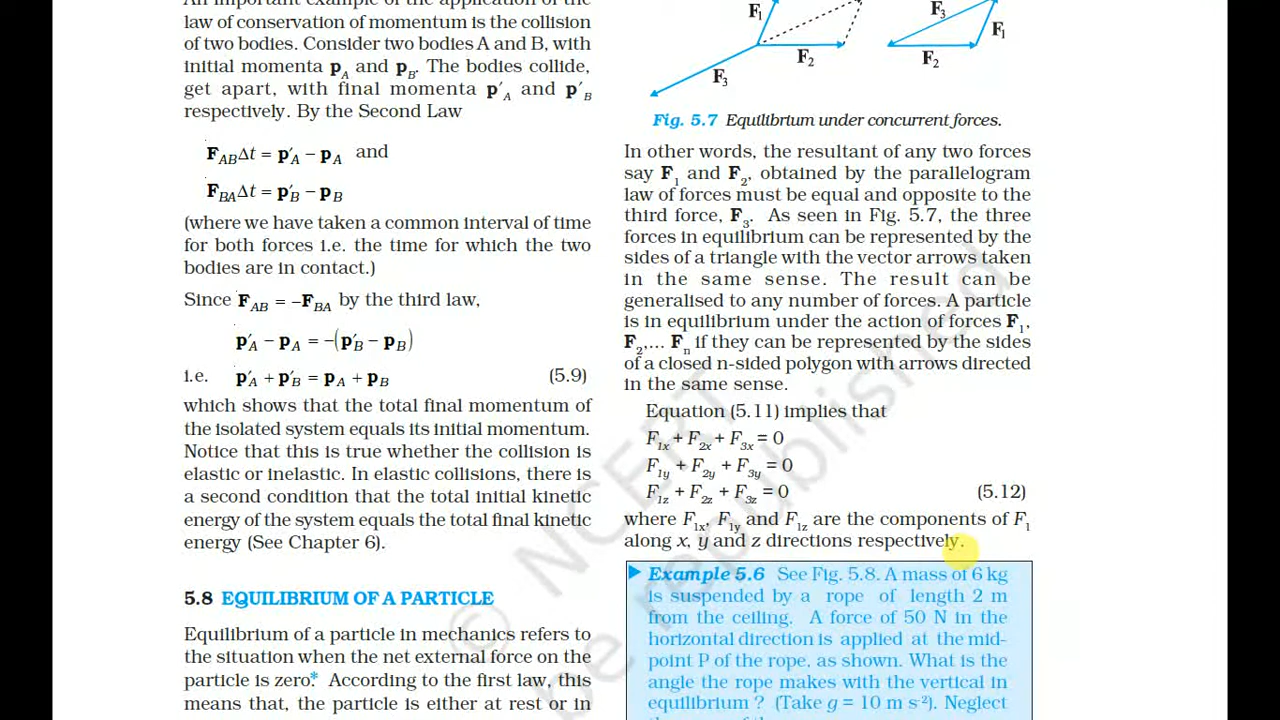 An important example of the application of the
law of conservation of momentum is the collision
of two bodies. Consider two bodies A and B, with
initial momenta p_A and p_B. The bodies collide,
get apart, with final momenta p′_A and p′_B
respectively. By the Second Law
F_AB Δt = p′_A – p_A and
F_BA Δt = p′_B – p_B
(where we have taken a common interval of time
for both forces i.e. the time for which the two
bodies are in contact.)
Since F_AB = –F_BA by the third law,
p′_A – p_A = –(p′_B – p_B)
i.e. p′_A + p′_B = p_A + p_B (5.9)
which shows that the total final momentum of
the isolated system equals its initial momentum.
Notice that this is true whether the collision is
elastic or inelastic. In elastic collisions, there is
a second condition that the total initial kinetic
energy of the system equals the total final kinetic
energy (See Chapter 6).
5.8 EQUILIBRIUM OF A PARTICLE
Equilibrium of a particle in mechanics refers to
the situation when the net external force on the
particle is zero.* According to the first law, this
means that, the particle is either at rest or in
F₁
F₂
F₃
F₃
F₁
F₂
Fig. 5.7 Equilibrium under concurrent forces.
In other words, the resultant of any two forces
say F₁ and F₂, obtained by the parallelogram
law of forces must be equal and opposite to the
third force, F₃. As seen in Fig. 5.7, the three
forces in equilibrium can be represented by the
sides of a triangle with the vector arrows taken
in the same sense. The result can be
generalised to any number of forces. A particle
is in equilibrium under the action of forces F₁,
F₂,... Fₙ if they can be represented by the sides
of a closed n-sided polygon with arrows directed
in the same sense.
Equation (5.11) implies that
F_1x + F_2x + F_3x = 0
F_1y + F_2y + F_3y = 0
F_1z + F_2z + F_3z = 0 (5.12)
where F_1x, F_1y and F_1z are the components of F₁
along x, y and z directions respectively.
Example 5.6 See Fig. 5.8. A mass of 6 kg
is suspended by a rope of length 2 m
from the ceiling. A force of 50 N in the
horizontal direction is applied at the mid-
point P of the rope, as shown. What is the
angle the rope makes with the vertical in
equilibrium ? (Take g = 10 m s⁻²). Neglect
© NCERT
be republished